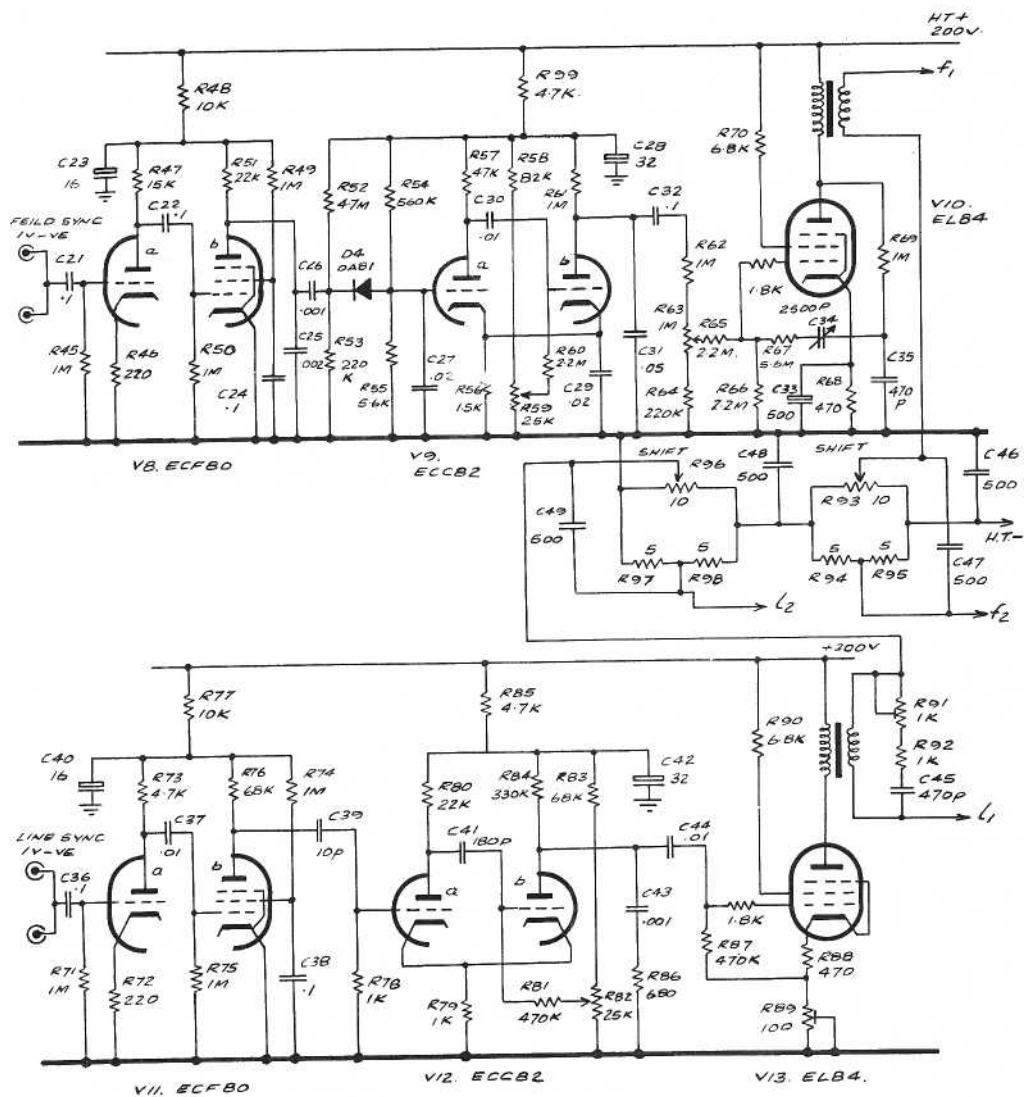 HT+
200V.
f1
R48
10K
R99
4.7K.
C23
16
R47
15K
C22
.1
R51
22K
R49
1M
R52
47M
R54
560K
R57
47K
C30
.01
R58
82K
R61
1M
C28
32
C32
.1
R70
6.8K
V10.
EL84
FEILD SYNC
1V-VE
C21
.1
a
b
D4
OA81
a
b
R62
1M
1.8K
2500P
C34
R69
1M
C26
.001
R63
1M
R65
2.2M.
R67
5.6M
R45
1M
R46
220
R50
1M
C24
.1
C25
.002
R53
220
K
R55
5.6K
C27
.02
R56
1.5K
R60
2.2M
R59
25K
C29
.02
C31
.05
R64
220K
R66
2.2M
C33
500
R68
470
C35
470
P
V8. ECF80
V9.
ECC82
SHIFT
R96
10
C48
500
SHIFT
R93 10
C46
500
C49
500
H.T.-
5
R97
5
R98
5
R94
5
R95
C47
500
l2
f2
+300V
R77
10K
R85
4.7K
R90
6.8K
R91
1K
R92
1K
C45
470P
l1
C40
16
R73
4.7K
C37
.01
R76
68K
R74
1M
C39
10P
R80
22K
C41
180P
R84
330K
R83
68K
C42
32
C44
.01
LINE SYNC
1V-VE
C36
.1
a
b
a
b
C43
.001
1.8K
R71
1M
R72
220
R75
1M
C38
.1
R78
1K
R79
1K
R81
470K
R82
25K
R86
680
R87
470K
R88
470
R89
100
V11. ECF80
V12. ECC82
V13. EL84.